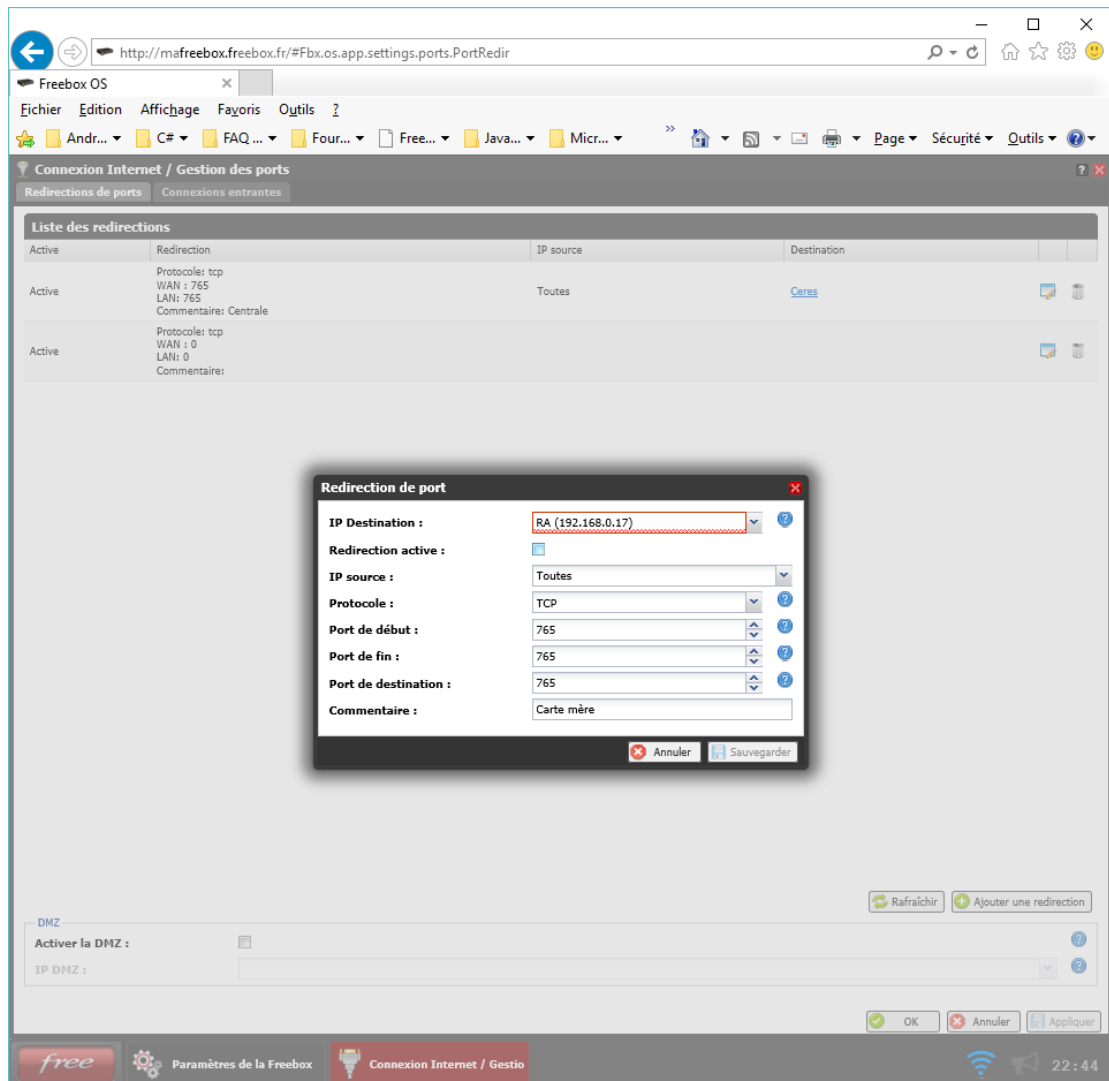 http://mafreebox.freebox.fr/#Fbx.os.app.settings.ports.PortRedir
Freebox OS
Fichier Edition Affichage Favoris Outils ?
Andr... C# FAQ ... Four... Free... Java... Micr... » Page Sécurité Outils
Connexion Internet / Gestion des ports
Redirections de ports Connexions entrantes
Liste des redirections
Active Redirection IP source Destination
Protocole: tcp
WAN : 765
Active Toutes Ceres
LAN: 765
Commentaire: Centrale
Protocole: tcp
WAN : 0
Active
LAN: 0
Commentaire:
Redirection de port
IP Destination : RA (192.168.0.17)
Redirection active :
IP source : Toutes
Protocole : TCP
Port de début : 765
Port de fin : 765
Port de destination : 765
Commentaire : Carte mère
Annuler Sauvegarder
Rafraîchir Ajouter une redirection
DMZ
Activer la DMZ :
IP DMZ :
OK Annuler Appliquer
free Paramètres de la Freebox Connexion Internet / Gestio 22:44